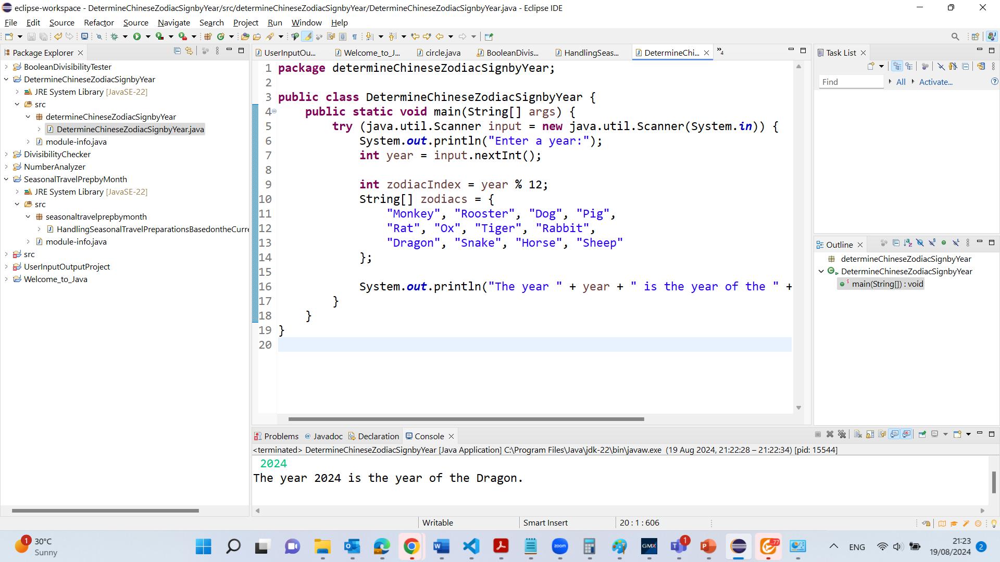 eclipse-workspace - DetermineChineseZodiacSignbyYear/src/determineChineseZodiacSignbyYear/DetermineChineseZodiacSignbyYear.java - Eclipse IDE
File Edit Source Refactor Source Navigate Search Project Run Window Help
Package Explorer
BooleanDivisibilityTester
DetermineChineseZodiacSignbyYear
JRE System Library [JavaSE-22]
src
determineChineseZodiacSignbyYear
DetermineChineseZodiacSignbyYear.java
module-info.java
DivisibilityChecker
NumberAnalyzer
SeasonalTravelPrepbyMonth
JRE System Library [JavaSE-22]
src
seasonaltravelprepbymonth
HandlingSeasonalTravelPreparationsBasedontheCurre
module-info.java
src
UserInputOutputProject
Welcome_to_Java
UserInputOu... Welcome_to_J... circle.java BooleanDivis... HandlingSeas... DetermineChi... »4
1 package determineChineseZodiacSignbyYear;
2
3 public class DetermineChineseZodiacSignbyYear {
4 public static void main(String[] args) {
5 try (java.util.Scanner input = new java.util.Scanner(System.in)) {
6 System.out.println("Enter a year:");
7 int year = input.nextInt();
8
9 int zodiacIndex = year % 12;
10 String[] zodiacs = {
11 "Monkey", "Rooster", "Dog", "Pig",
12 "Rat", "Ox", "Tiger", "Rabbit",
13 "Dragon", "Snake", "Horse", "Sheep"
14 };
15
16 System.out.println("The year " + year + " is the year of the " +
17 }
18 }
19 }
20
Task List
Find All Activate...
Outline
determineChineseZodiacSignbyYear
DetermineChineseZodiacSignbyYear
main(String[]) : void
Problems @ Javadoc Declaration Console
<terminated> DetermineChineseZodiacSignbyYear [Java Application] C:\Program Files\Java\jdk-22\bin\javaw.exe (19 Aug 2024, 21:22:28 – 21:22:34) [pid: 15544]
2024
The year 2024 is the year of the Dragon.
Writable Smart Insert 20 : 1 : 606
1
30°C
Sunny
zoom
GMX
1
77
ENG
21:23
19/08/2024
2